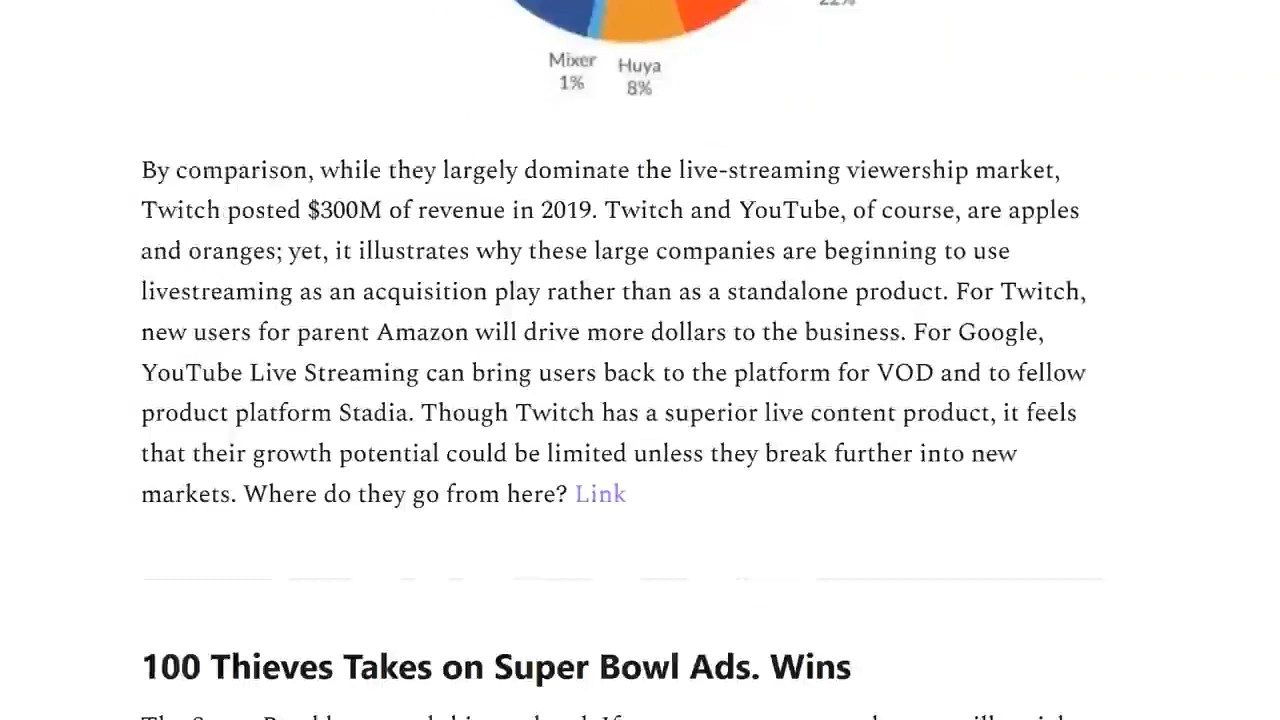 22%
Mixer Huya
1% 8%
By comparison, while they largely dominate the live-streaming viewership market,
Twitch posted $300M of revenue in 2019. Twitch and YouTube, of course, are apples
and oranges; yet, it illustrates why these large companies are beginning to use
livestreaming as an acquisition play rather than as a standalone product. For Twitch,
new users for parent Amazon will drive more dollars to the business. For Google,
YouTube Live Streaming can bring users back to the platform for VOD and to fellow
product platform Stadia. Though Twitch has a superior live content product, it feels
that their growth potential could be limited unless they break further into new
markets. Where do they go from here? Link
100 Thieves Takes on Super Bowl Ads. Wins